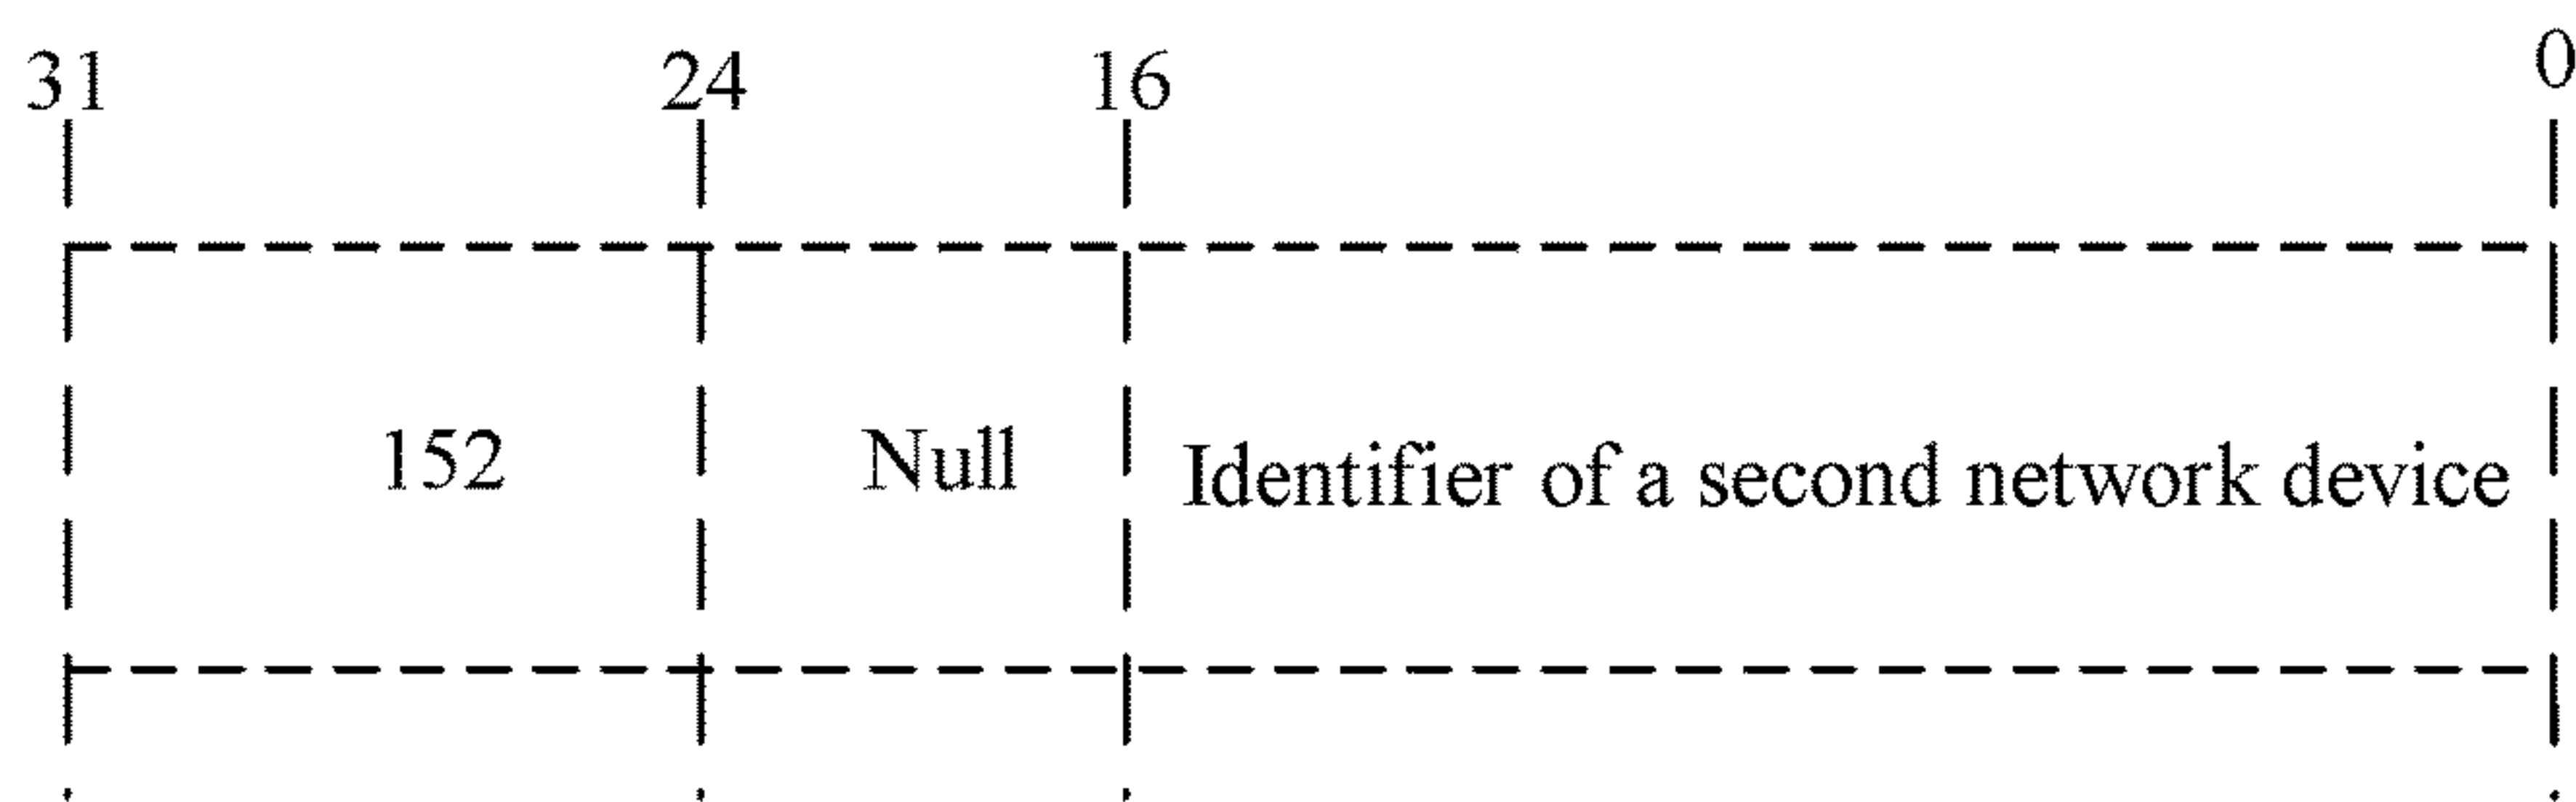 31 24 16 0
152 Null Identifier of a second network device